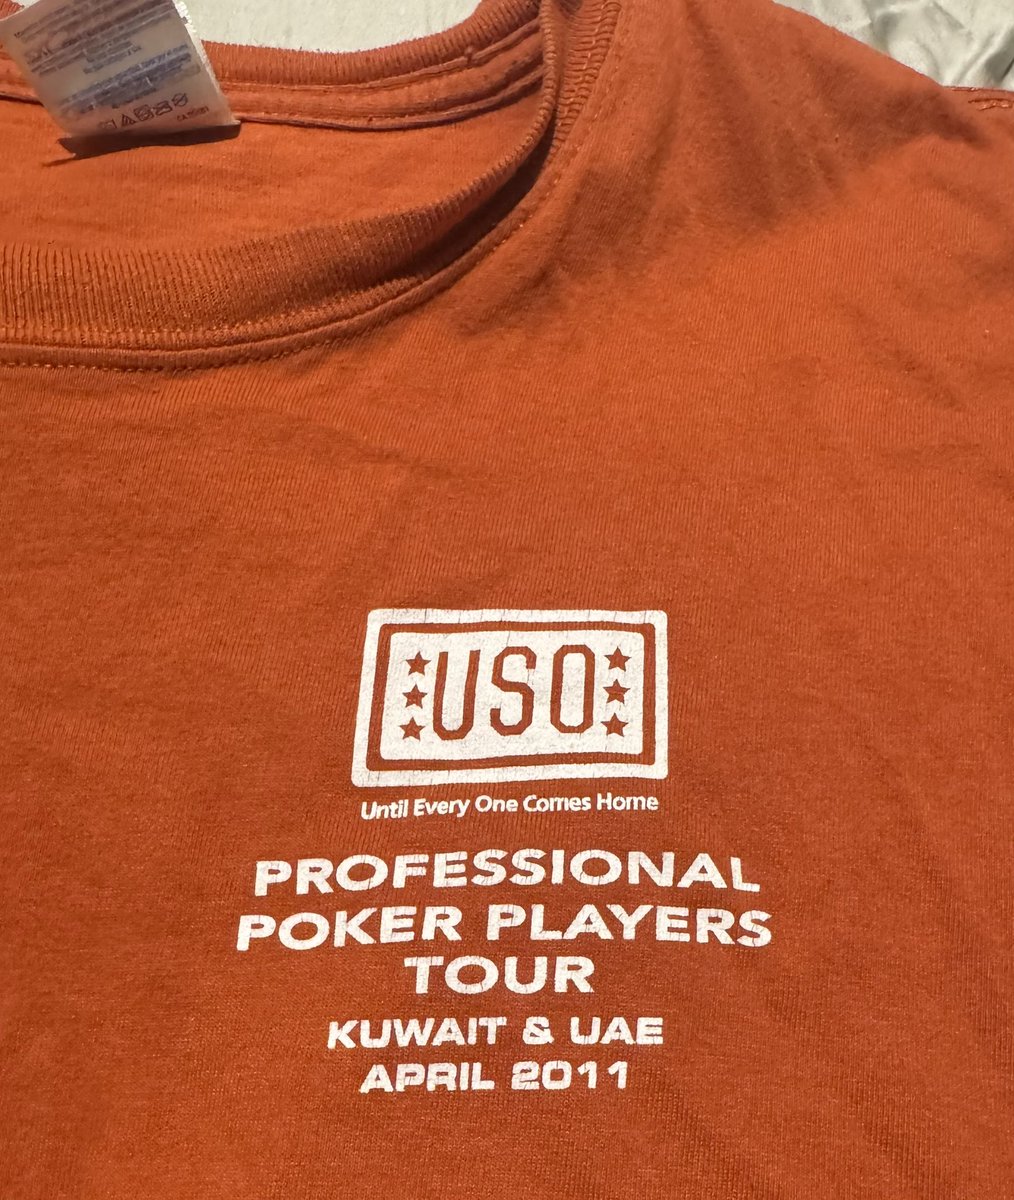 USO
Until Every One Comes Home
PROFESSIONAL
POKER PLAYERS
TOUR
KUWAIT & UAE
APRIL 2011